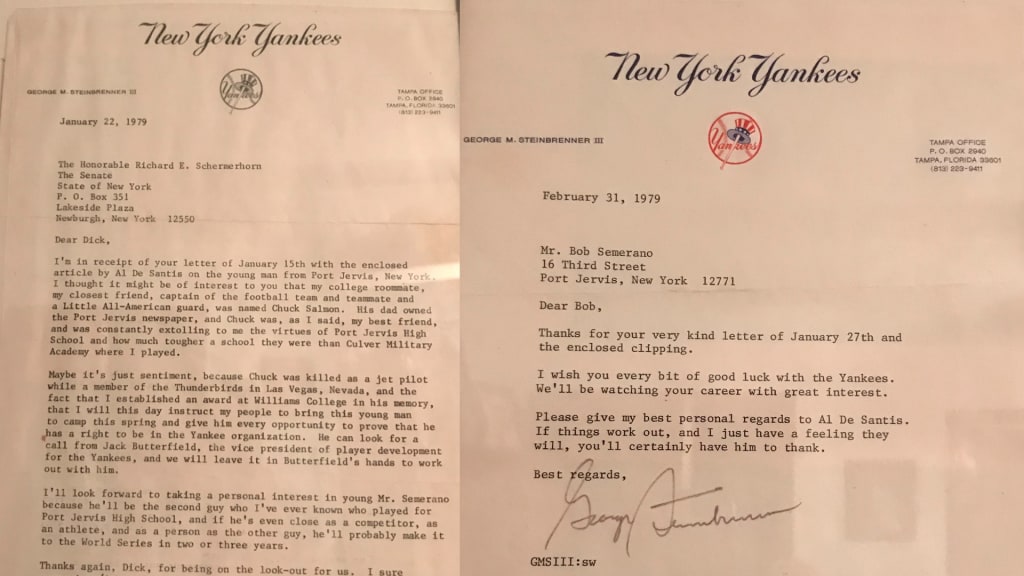 New York Yankees
Yankees
GEORGE M. STEINBRENNER III
TAMPA OFFICE
P. O. BOX 2940
TAMPA, FLORIDA 33601
(813) 223-9411
January 22, 1979
The Honorable Richard E. Schermerhorn
The Senate
State of New York
P. O. Box 351
Lakeside Plaza
Newburgh, New York 12550
Dear Dick,
I'm in receipt of your letter of January 15th with the enclosed
article by Al De Santis on the young man from Port Jervis, New York.
I thought it might be of interest to you that my college roommate,
my closest friend, captain of the football team and teammate and
a Little All-American guard, was named Chuck Salmon. His dad owned
the Port Jervis newspaper, and Chuck was, as I said, my best friend,
and was constantly extolling to me the virtues of Port Jervis High
School and how much tougher a school they were than Culver Military
Academy where I played.
Maybe it's just sentiment, because Chuck was killed as a jet pilot
while a member of the Thunderbirds in Las Vegas, Nevada, and the
fact that I established an award at Williams College in his memory,
that I will this day instruct my people to bring this young man
to camp this spring and give him every opportunity to prove that he
has a right to be in the Yankee organization. He can look for a
call from Jack Butterfield, the vice president of player development
for the Yankees, and we will leave it in Butterfield's hands to work
out with him.
I'll look forward to taking a personal interest in young Mr. Semerano
because he'll be the second guy who I've ever known who played for
Port Jervis High School, and if he's even close as a competitor, as
an athlete, and as a person as the other guy, he'll probably make it
to the World Series in two or three years.
Thanks again, Dick, for being on the look-out for us. I sure
New York Yankees
Yankees
GEORGE M. STEINBRENNER III
TAMPA OFFICE
P. O. BOX 2940
TAMPA, FLORIDA 33601
(813) 223-9411
February 31, 1979
Mr. Bob Semerano
16 Third Street
Port Jervis, New York 12771
Dear Bob,
Thanks for your very kind letter of January 27th and
the enclosed clipping.
I wish you every bit of good luck with the Yankees.
We'll be watching your career with great interest.
Please give my best personal regards to Al De Santis.
If things work out, and I just have a feeling they
will, you'll certainly have him to thank.
Best regards,
George Steinbrenner
GMSIII:sw